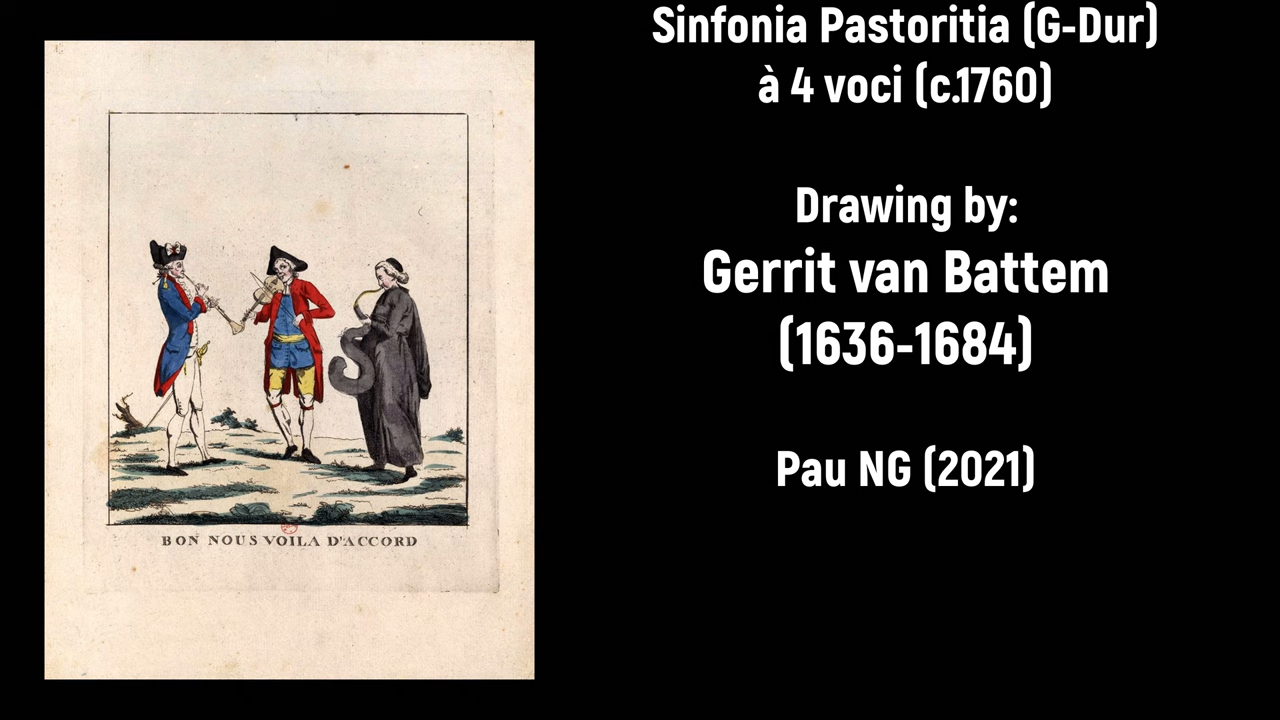 Sinfonia Pastoritia (G-Dur)
à 4 voci (c.1760)
Drawing by:
Gerrit van Battem
(1636-1684)
Pau NG (2021)
BON NOUS VOILA D'ACCORD